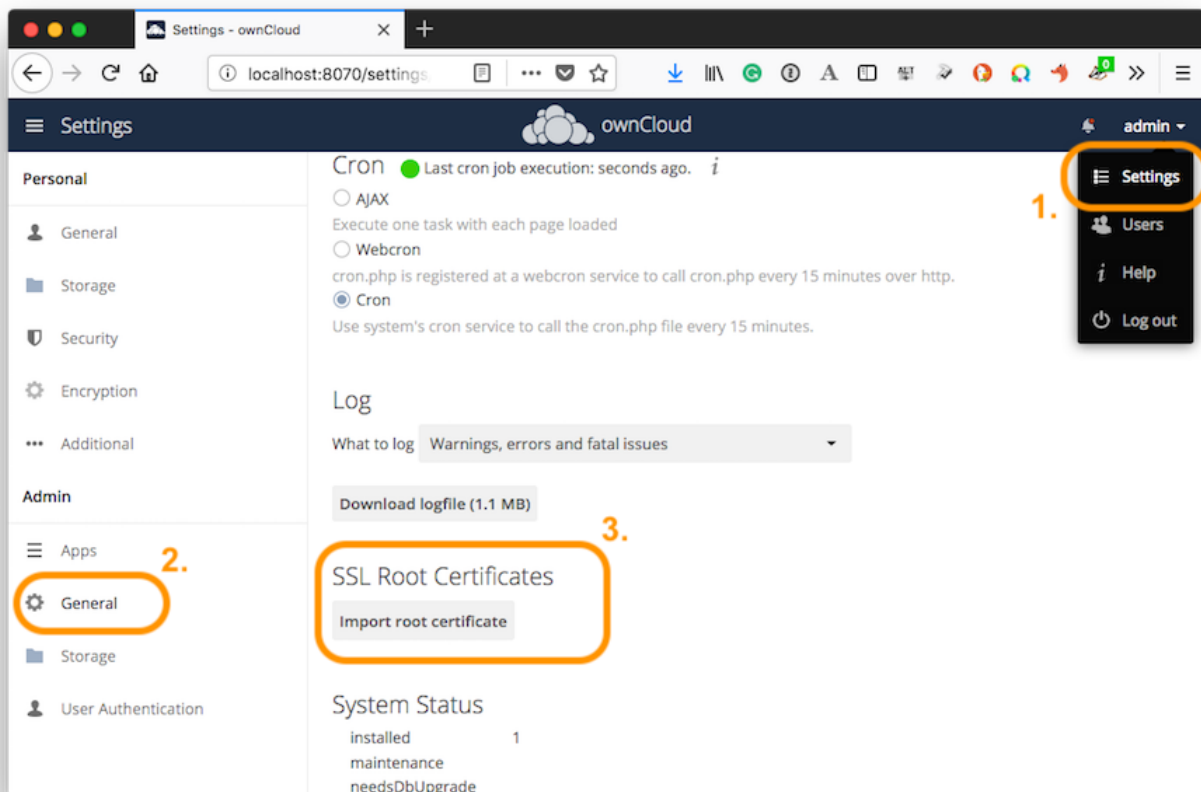 Settings - ownCloud
localhost:8070/settings
0
Settings
ownCloud
admin
Personal
General
Storage
Security
Encryption
Additional
Admin
Apps
2.
General
Storage
User Authentication
Cron
Last cron job execution: seconds ago.
i
AJAX
Execute one task with each page loaded
Webcron
cron.php is registered at a webcron service to call cron.php every 15 minutes over http.
Cron
Use system's cron service to call the cron.php file every 15 minutes.
Log
What to log
Warnings, errors and fatal issues
Download logfile (1.1 MB)
3.
SSL Root Certificates
Import root certificate
System Status
installed 1
maintenance
needsDbUpgrade
1.
Settings
Users
i Help
Log out